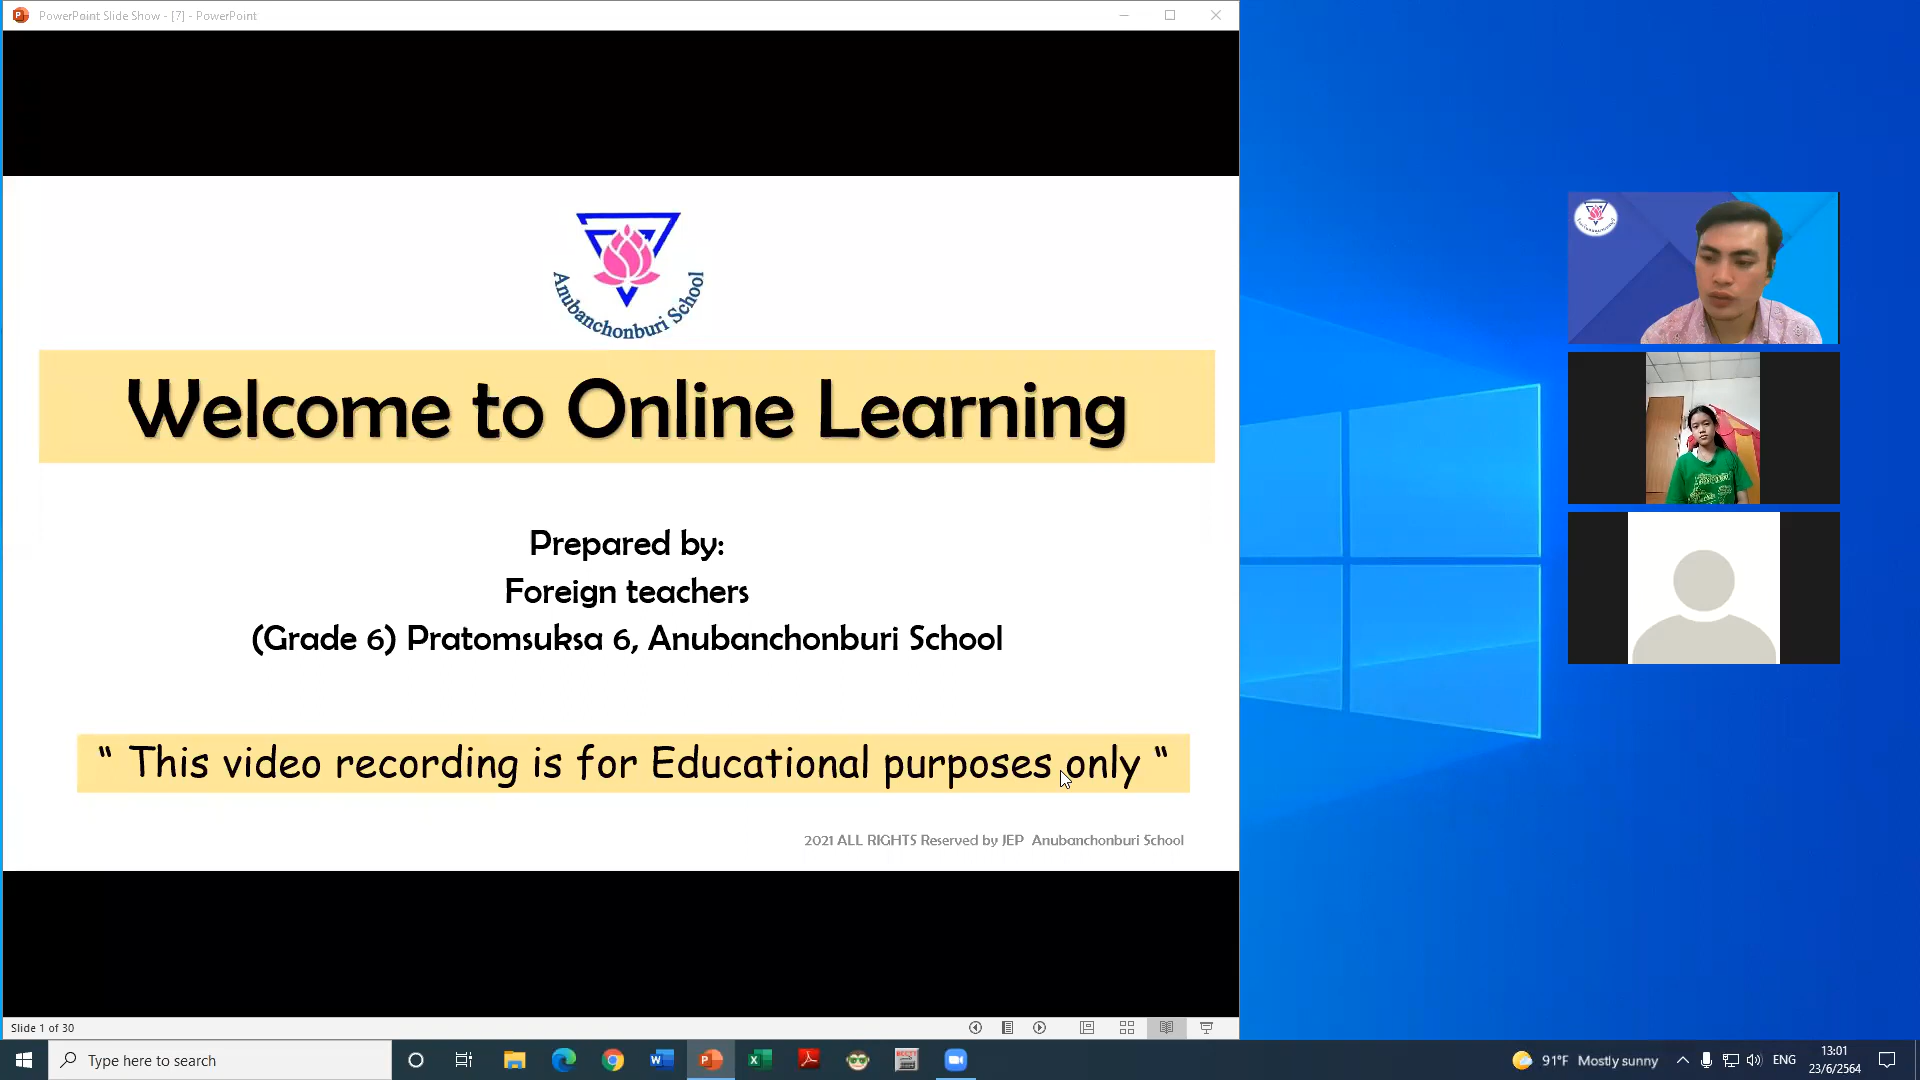 PowerPoint Slide Show - [7] - PowerPoint
Anubanchonburi School
Welcome to Online Learning
Prepared by:
Foreign teachers
(Grade 6) Pratomsuksa 6, Anubanchonburi School
“ This video recording is for Educational purposes only “
2021 ALL RIGHTS Reserved by JEP Anubanchonburi School
Slide 1 of 30
Type here to search
91°F Mostly sunny
ENG
13:01
23/6/2564